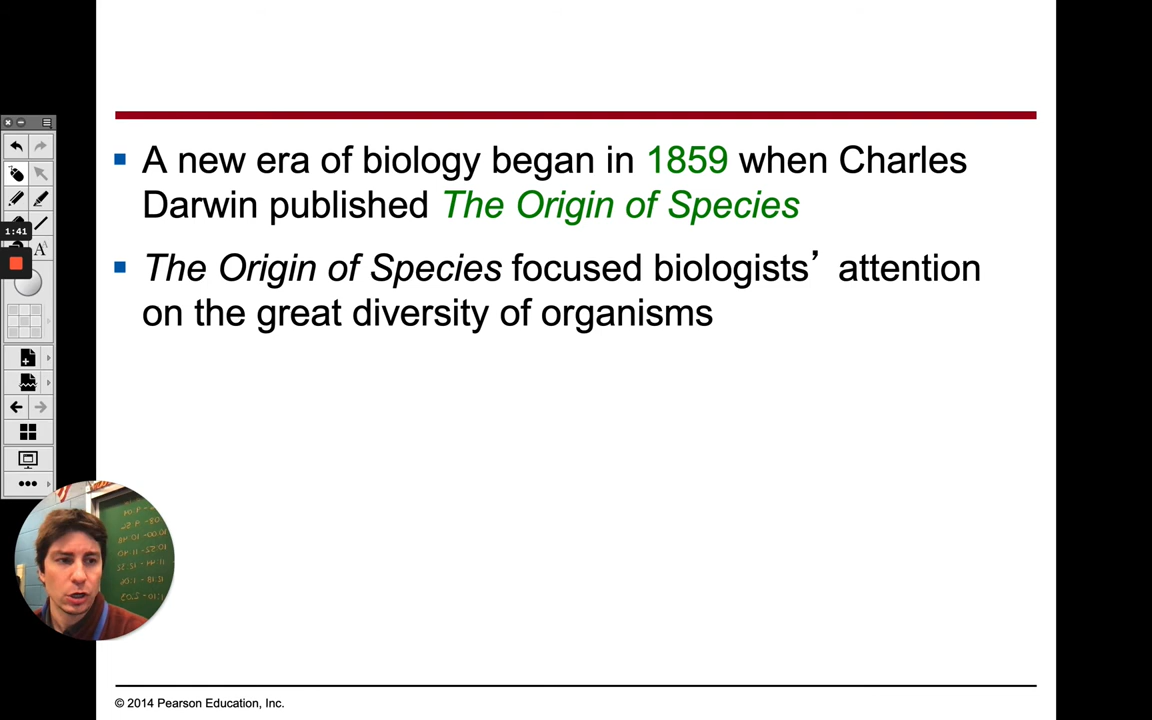 A new era of biology began in 1859 when Charles
Darwin published The Origin of Species
The Origin of Species focused biologists’ attention
on the great diversity of organisms
1:41
A
© 2014 Pearson Education, Inc.